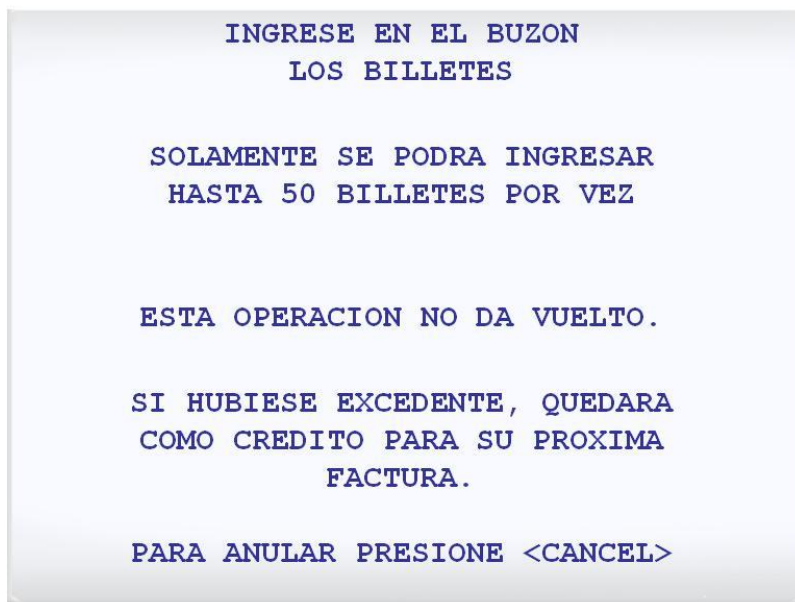 INGRESE EN EL BUZON
LOS BILLETES
SOLAMENTE SE PODRA INGRESAR
HASTA 50 BILLETES POR VEZ
ESTA OPERACION NO DA VUELTO.
SI HUBIESE EXCEDENTE, QUEDARA
COMO CREDITO PARA SU PROXIMA
FACTURA.
PARA ANULAR PRESIONE <CANCEL>